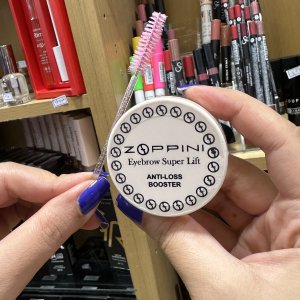 ZOPPINI
Eyebrow Super Lift
ANTI-LOSS
BOOSTER